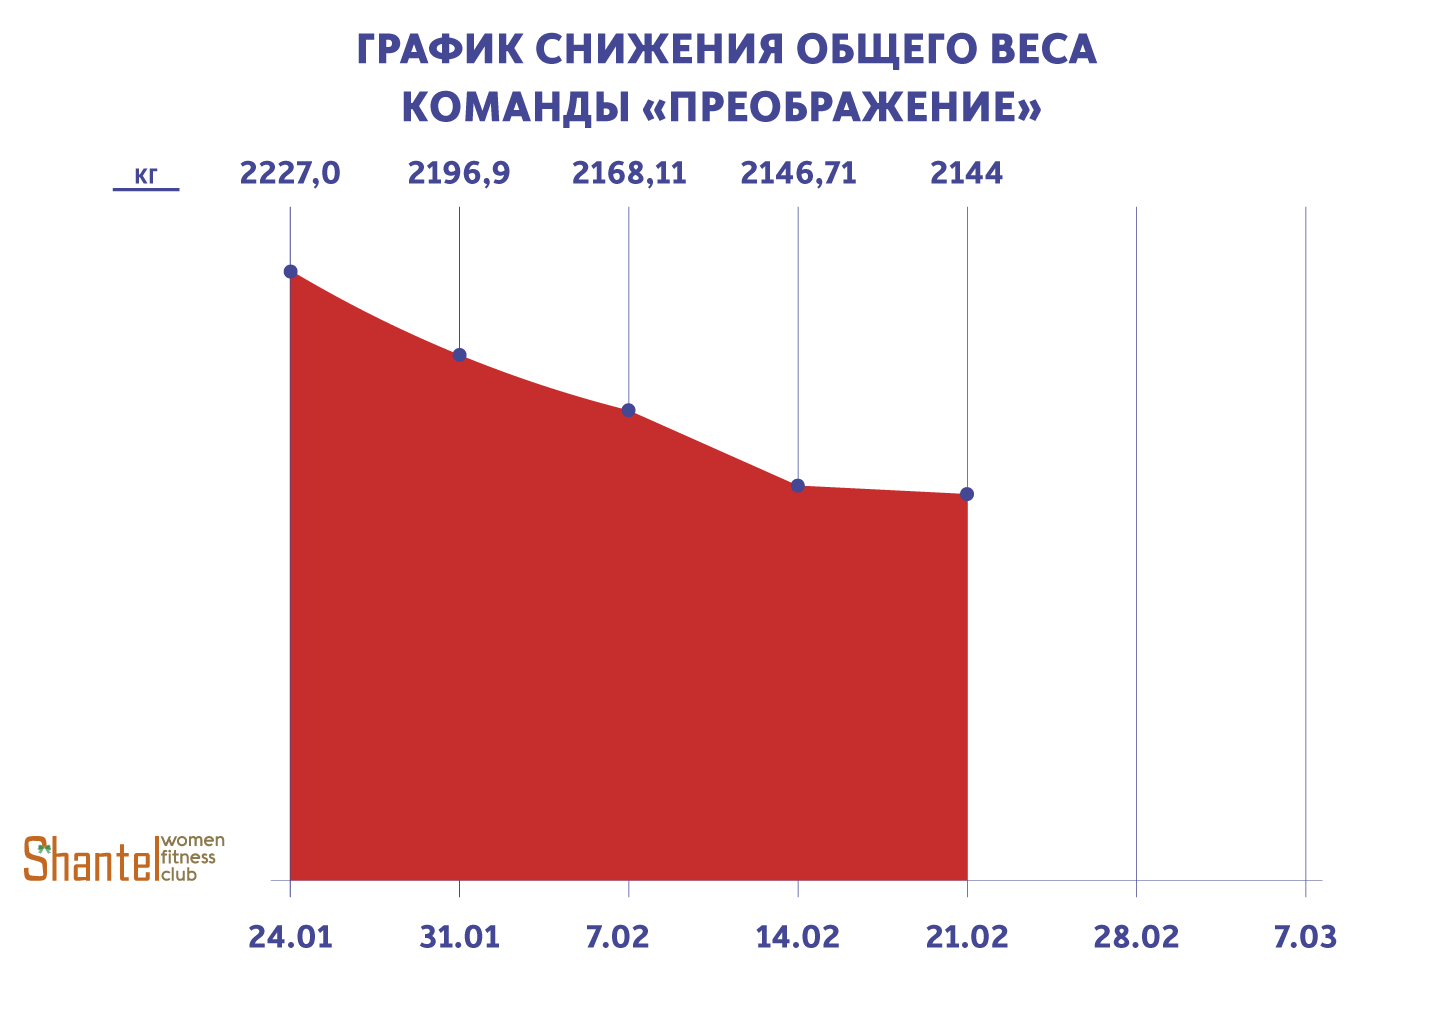 ГРАФИК СНИЖЕНИЯ ОБЩЕГО ВЕСА
КОМАНДЫ «ПРЕОБРАЖЕНИЕ»
кг 2227,0 2196,9 2168,11 2146,71 2144
Shantel women
fitness
club
24.01 31.01 7.02 14.02 21.02 28.02 7.03